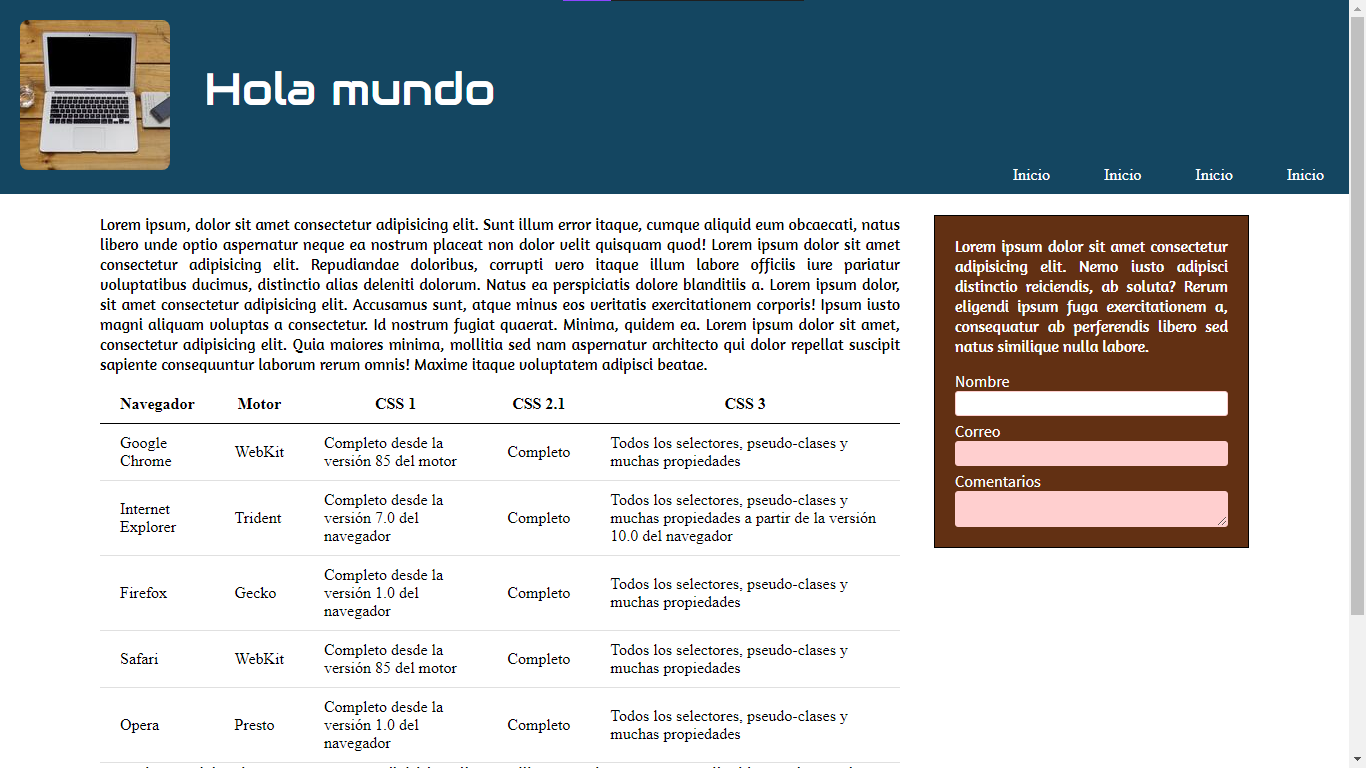 Hola mundo
Inicio Inicio Inicio Inicio
Lorem ipsum, dolor sit amet consectetur adipisicing elit. Sunt illum error itaque, cumque aliquid eum obcaecati, natus
libero unde optio aspernatur neque ea nostrum placeat non dolor velit quisquam quod! Lorem ipsum dolor sit amet
consectetur adipisicing elit. Repudiandae doloribus, corrupti vero itaque illum labore officiis iure pariatur
voluptatibus ducimus, distinctio alias deleniti dolorum. Natus ea perspiciatis dolore blanditiis a. Lorem ipsum dolor,
sit amet consectetur adipisicing elit. Accusamus sunt, atque minus eos veritatis exercitationem corporis! Ipsum iusto
magni aliquam voluptas a consectetur. Id nostrum fugiat quaerat. Minima, quidem ea. Lorem ipsum dolor sit amet,
consectetur adipisicing elit. Quia maiores minima, mollitia sed nam aspernatur architecto qui dolor repellat suscipit
sapiente consequuntur laborum rerum omnis! Maxime itaque voluptatem adipisci beatae.
Navegador Motor CSS 1 CSS 2.1 CSS 3
Google
Chrome
WebKit
Completo desde la
versión 85 del motor
Completo
Todos los selectores, pseudo-clases y
muchas propiedades
Internet
Explorer
Trident
Completo desde la
versión 7.0 del
navegador
Completo
Todos los selectores, pseudo-clases y
muchas propiedades a partir de la versión
10.0 del navegador
Firefox
Gecko
Completo desde la
versión 1.0 del
navegador
Completo
Todos los selectores, pseudo-clases y
muchas propiedades
Safari
WebKit
Completo desde la
versión 85 del motor
Completo
Todos los selectores, pseudo-clases y
muchas propiedades
Opera
Presto
Completo desde la
versión 1.0 del
navegador
Completo
Todos los selectores, pseudo-clases y
muchas propiedades
Lorem ipsum dolor sit amet consectetur
adipisicing elit. Nemo iusto adipisci
distinctio reiciendis, ab soluta? Rerum
eligendi ipsum fuga exercitationem a,
consequatur ab perferendis libero sed
natus similique nulla labore.
Nombre
Correo
Comentarios